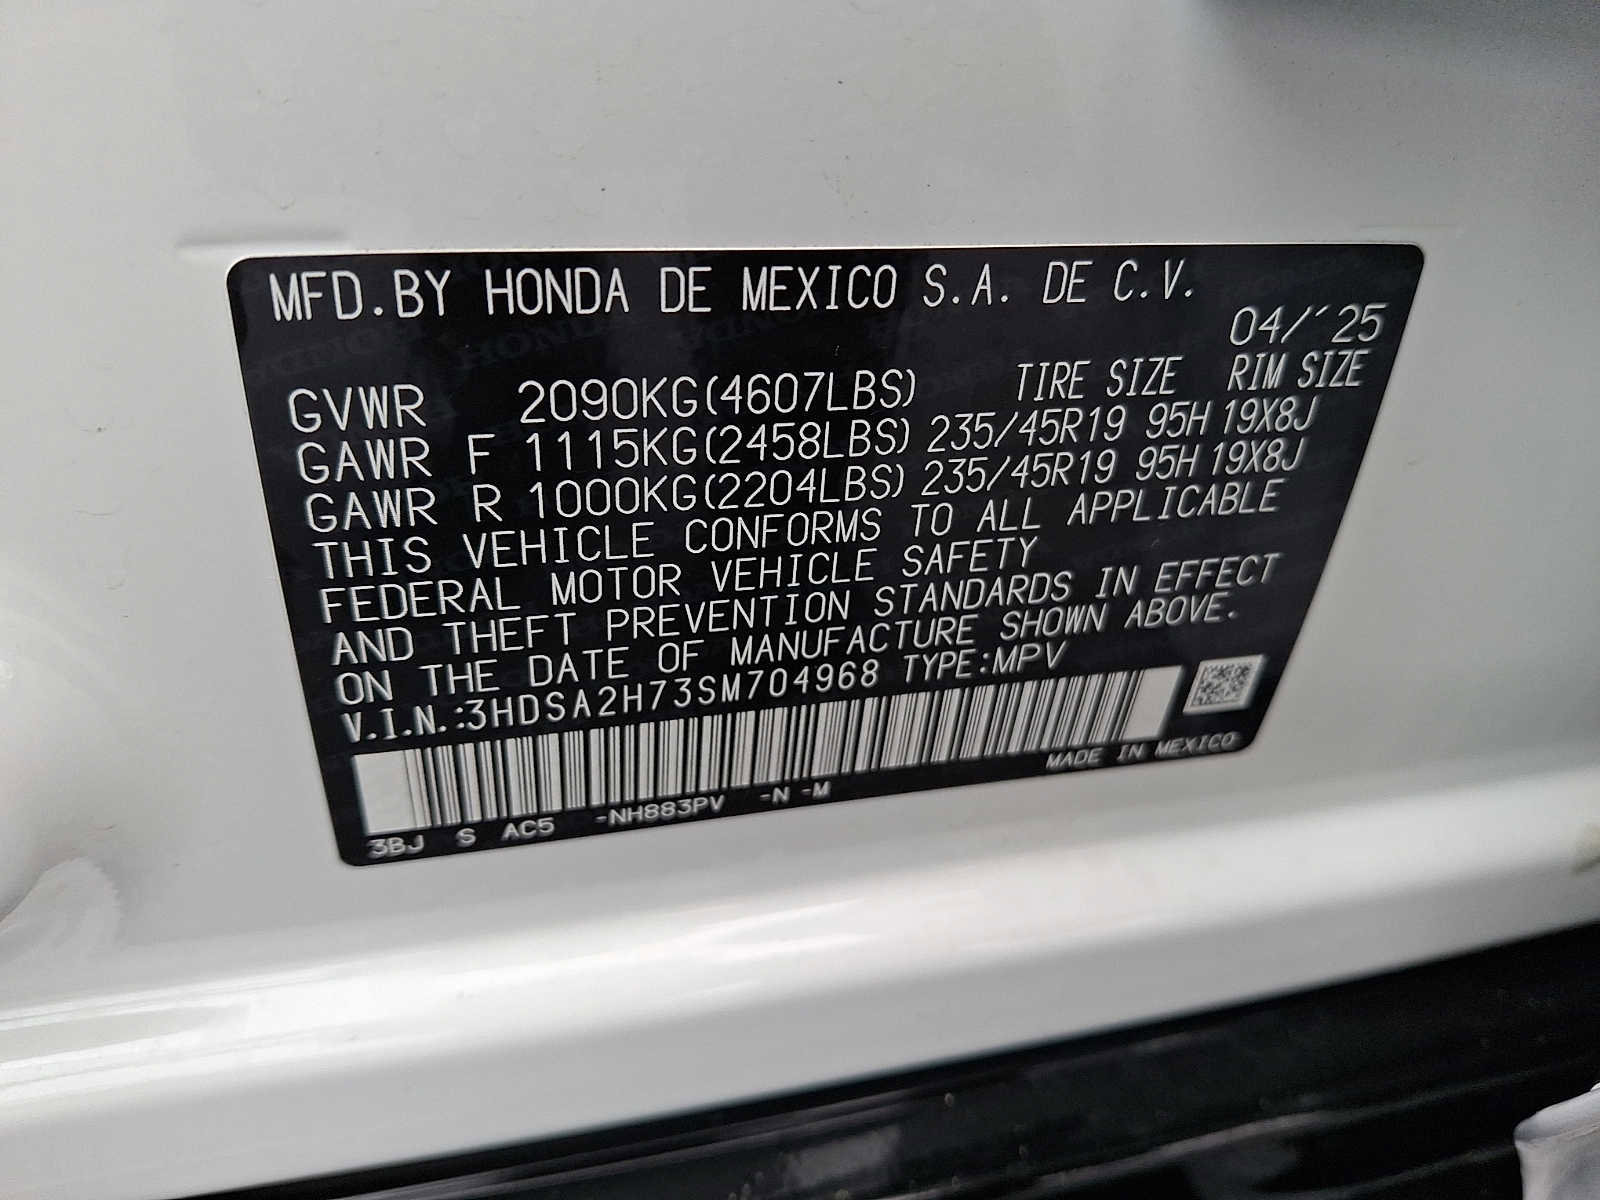 MFD.BY HONDA DE MEXICO S.A. DE C.V.
04/´25
GVWR 2090KG(4607LBS) TIRE SIZE RIM SIZE
GAWR F 1115KG(2458LBS) 235/45R19 95H 19X8J
GAWR R 1000KG(2204LBS) 235/45R19 95H 19X8J
THIS VEHICLE CONFORMS TO ALL APPLICABLE
FEDERAL MOTOR VEHICLE SAFETY
AND THEFT PREVENTION STANDARDS IN EFFECT
ON THE DATE OF MANUFACTURE SHOWN ABOVE.
V.I.N.:3HDSA2H73SM704968 TYPE:MPV
MADE IN MEXICO
3BJ S AC5 -NH883PV -N -M